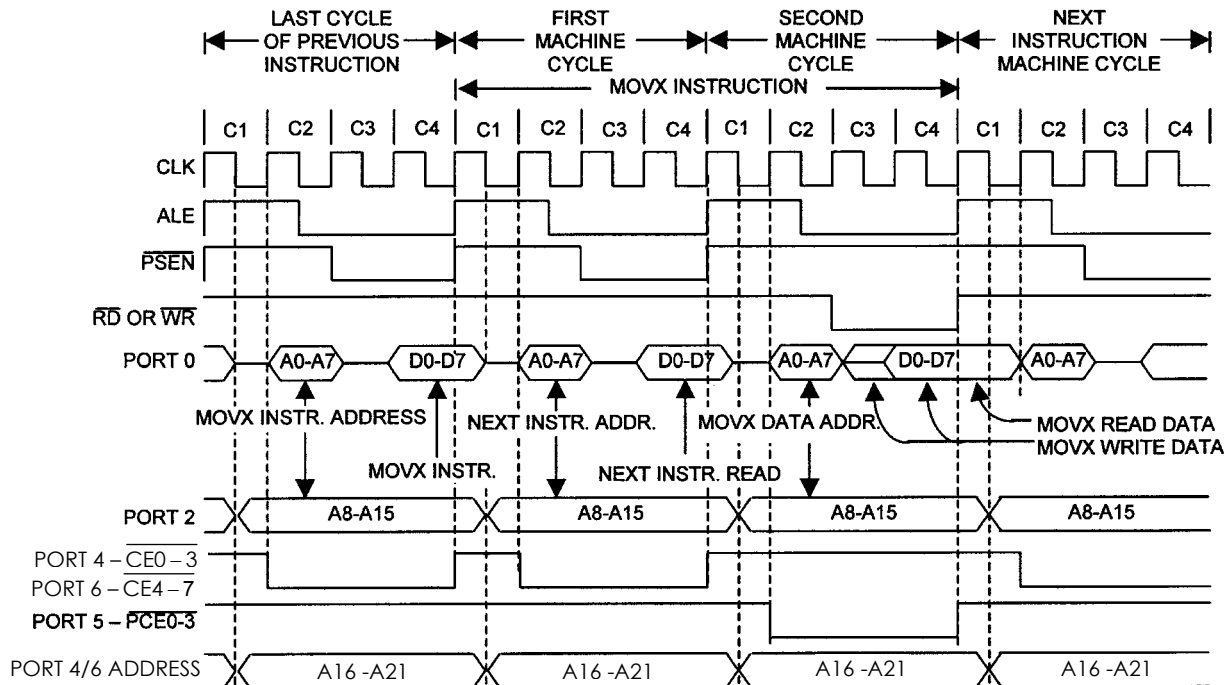 LAST CYCLE OF PREVIOUS INSTRUCTION
FIRST MACHINE CYCLE
SECOND MACHINE CYCLE
NEXT INSTRUCTION MACHINE CYCLE
MOVX INSTRUCTION
C1 C2 C3 C4 C1 C2 C3 C4 C1 C2 C3 C4 C1 C2 C3 C4
CLK
ALE
PSEN
RD OR WR
PORT 0 A0-A7 D0-D7 A0-A7 D0-D7 A0-A7 D0-D7 A0-A7
MOVX INSTR. ADDRESS
NEXT INSTR. ADDR.
MOVX DATA ADDR.
MOVX READ DATA
MOVX WRITE DATA
MOVX INSTR.
NEXT INSTR. READ
PORT 2 A8-A15 A8-A15 A8-A15 A8-A15
PORT 4 – CE0 – 3
PORT 6 – CE4 – 7
PORT 5 – PCE0-3
PORT 4/6 ADDRESS A16 -A21 A16 -A21 A16 -A21 A16 -A21